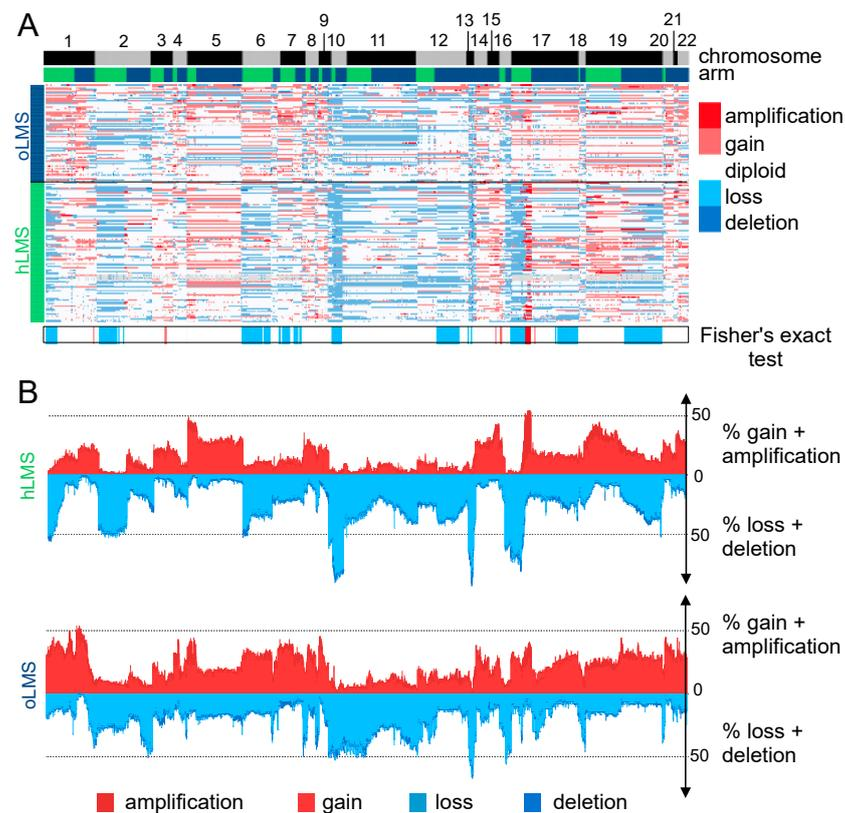 A
9 13 15 21
1 2 3 4 5 6 7 8 10 11 12 14 16 17 18 19 20 22
chromosome
arm
oLMS
hLMS
amplification
gain
diploid
loss
deletion
Fisher's exact
test
B
hLMS
50
% gain +
amplification
0
% loss +
deletion
50
oLMS
50
% gain +
amplification
0
% loss +
deletion
50
amplification gain loss deletion